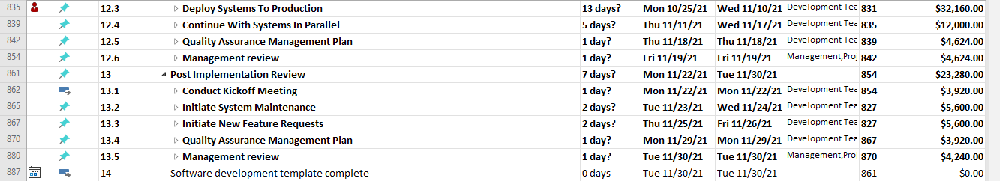 835 12.3 Deploy Systems To Production 13 days? Mon 10/25/21 Wed 11/10/21 Development Tea 831 $32,160.00
839 12.4 Continue With Systems In Parallel 5 days? Thu 11/11/21 Wed 11/17/21 Development Tea 835 $12,000.00
842 12.5 Quality Assurance Management Plan 1 day? Thu 11/18/21 Thu 11/18/21 Development Tea 839 $4,624.00
854 12.6 Management review 1 day? Fri 11/19/21 Fri 11/19/21 Management,Proj 842 $4,624.00
861 13 Post Implementation Review 7 days? Mon 11/22/21 Tue 11/30/21 854 $23,280.00
862 13.1 Conduct Kickoff Meeting 1 day? Mon 11/22/21 Mon 11/22/21 Development Tea 854 $3,920.00
865 13.2 Initiate System Maintenance 2 days? Tue 11/23/21 Wed 11/24/21 Development Tea 827 $5,600.00
867 13.3 Initiate New Feature Requests 2 days? Thu 11/25/21 Fri 11/26/21 Development Tea 827 $5,600.00
870 13.4 Quality Assurance Management Plan 1 day? Mon 11/29/21 Mon 11/29/21 Development Tea 867 $3,920.00
880 13.5 Management review 1 day? Tue 11/30/21 Tue 11/30/21 Management,Proj 870 $4,240.00
887 14 Software development template complete 0 days Tue 11/30/21 Tue 11/30/21 861 $0.00